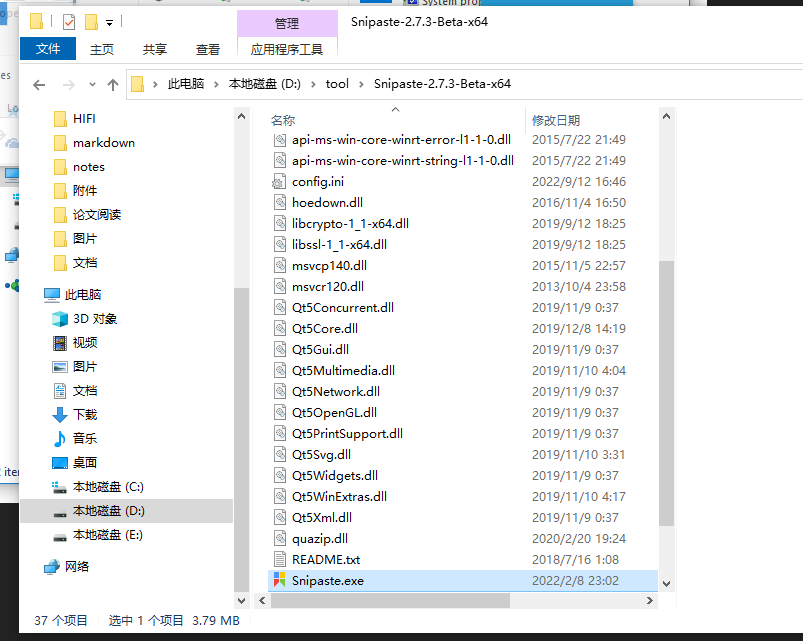 System prop
管理
Snipaste-2.7.3-Beta-x64
文件
主页
共享
查看
应用程序工具
此电脑
本地磁盘 (D:)
tool
Snipaste-2.7.3-Beta-x64
HIFI
markdown
notes
附件
论文阅读
图片
文档
此电脑
3D 对象
视频
图片
文档
下载
音乐
桌面
本地磁盘 (C:)
本地磁盘 (D:)
本地磁盘 (E:)
网络
名称 修改日期
api-ms-win-core-winrt-error-l1-1-0.dll 2015/7/22 21:49
api-ms-win-core-winrt-string-l1-1-0.dll 2015/7/22 21:49
config.ini 2022/9/12 16:46
hoedown.dll 2016/11/4 16:50
libcrypto-1_1-x64.dll 2019/9/12 18:25
libssl-1_1-x64.dll 2019/9/12 18:25
msvcp140.dll 2015/11/5 22:57
msvcr120.dll 2013/10/4 23:58
Qt5Concurrent.dll 2019/11/9 0:37
Qt5Core.dll 2019/12/8 14:19
Qt5Gui.dll 2019/11/9 0:37
Qt5Multimedia.dll 2019/11/10 4:04
Qt5Network.dll 2019/11/9 0:37
Qt5OpenGL.dll 2019/11/9 0:37
Qt5PrintSupport.dll 2019/11/9 0:37
Qt5Svg.dll 2019/11/10 3:31
Qt5Widgets.dll 2019/11/9 0:37
Qt5WinExtras.dll 2019/11/10 4:17
Qt5Xml.dll 2019/11/9 0:37
quazip.dll 2020/2/20 19:24
README.txt 2018/7/16 1:08
Snipaste.exe 2022/2/8 23:02
37 个项目 选中 1 个项目 3.79 MB